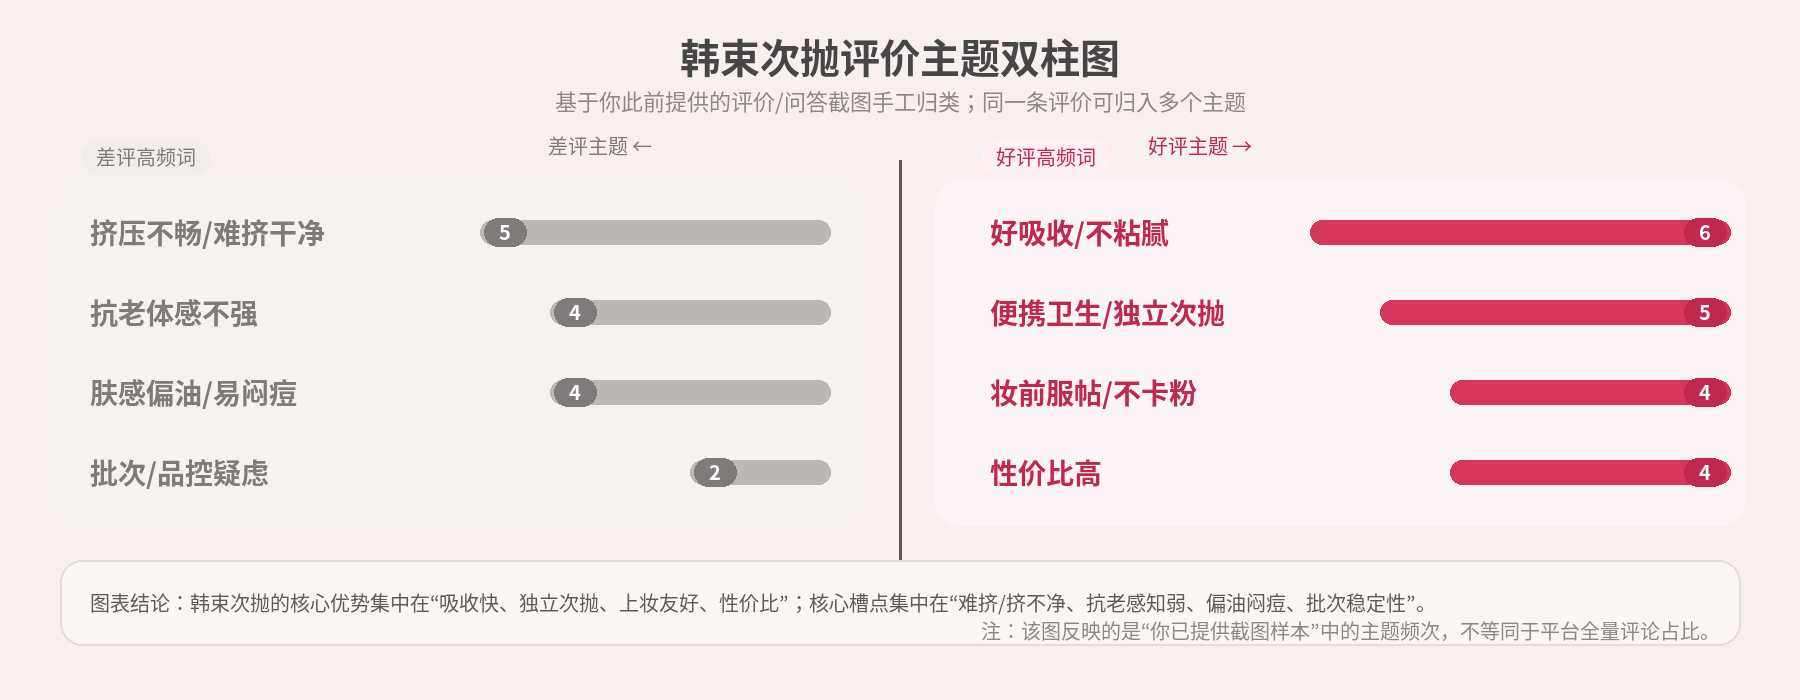 韩束次抛评价主题双柱图
基于你此前提供的评价/问答截图手工归类；同一条评价可归入多个主题
差评主题 ←
好评主题 →
差评高频词
挤压不畅/难挤干净 5
抗老体感不强 4
肤感偏油/易闷痘 4
批次/品控疑虑 2
好评高频词
好吸收/不粘腻 6
便携卫生/独立次抛 5
妆前服帖/不卡粉 4
性价比高 4
图表结论：韩束次抛的核心优势集中在“吸收快、独立次抛、上妆友好、性价比”；核心槽点集中在“难挤/挤不净、抗老感知弱、偏油闷痘、批次稳定性”。
注：该图反映的是“你已提供截图样本”中的主题频次，不等同于平台全量评论占比。